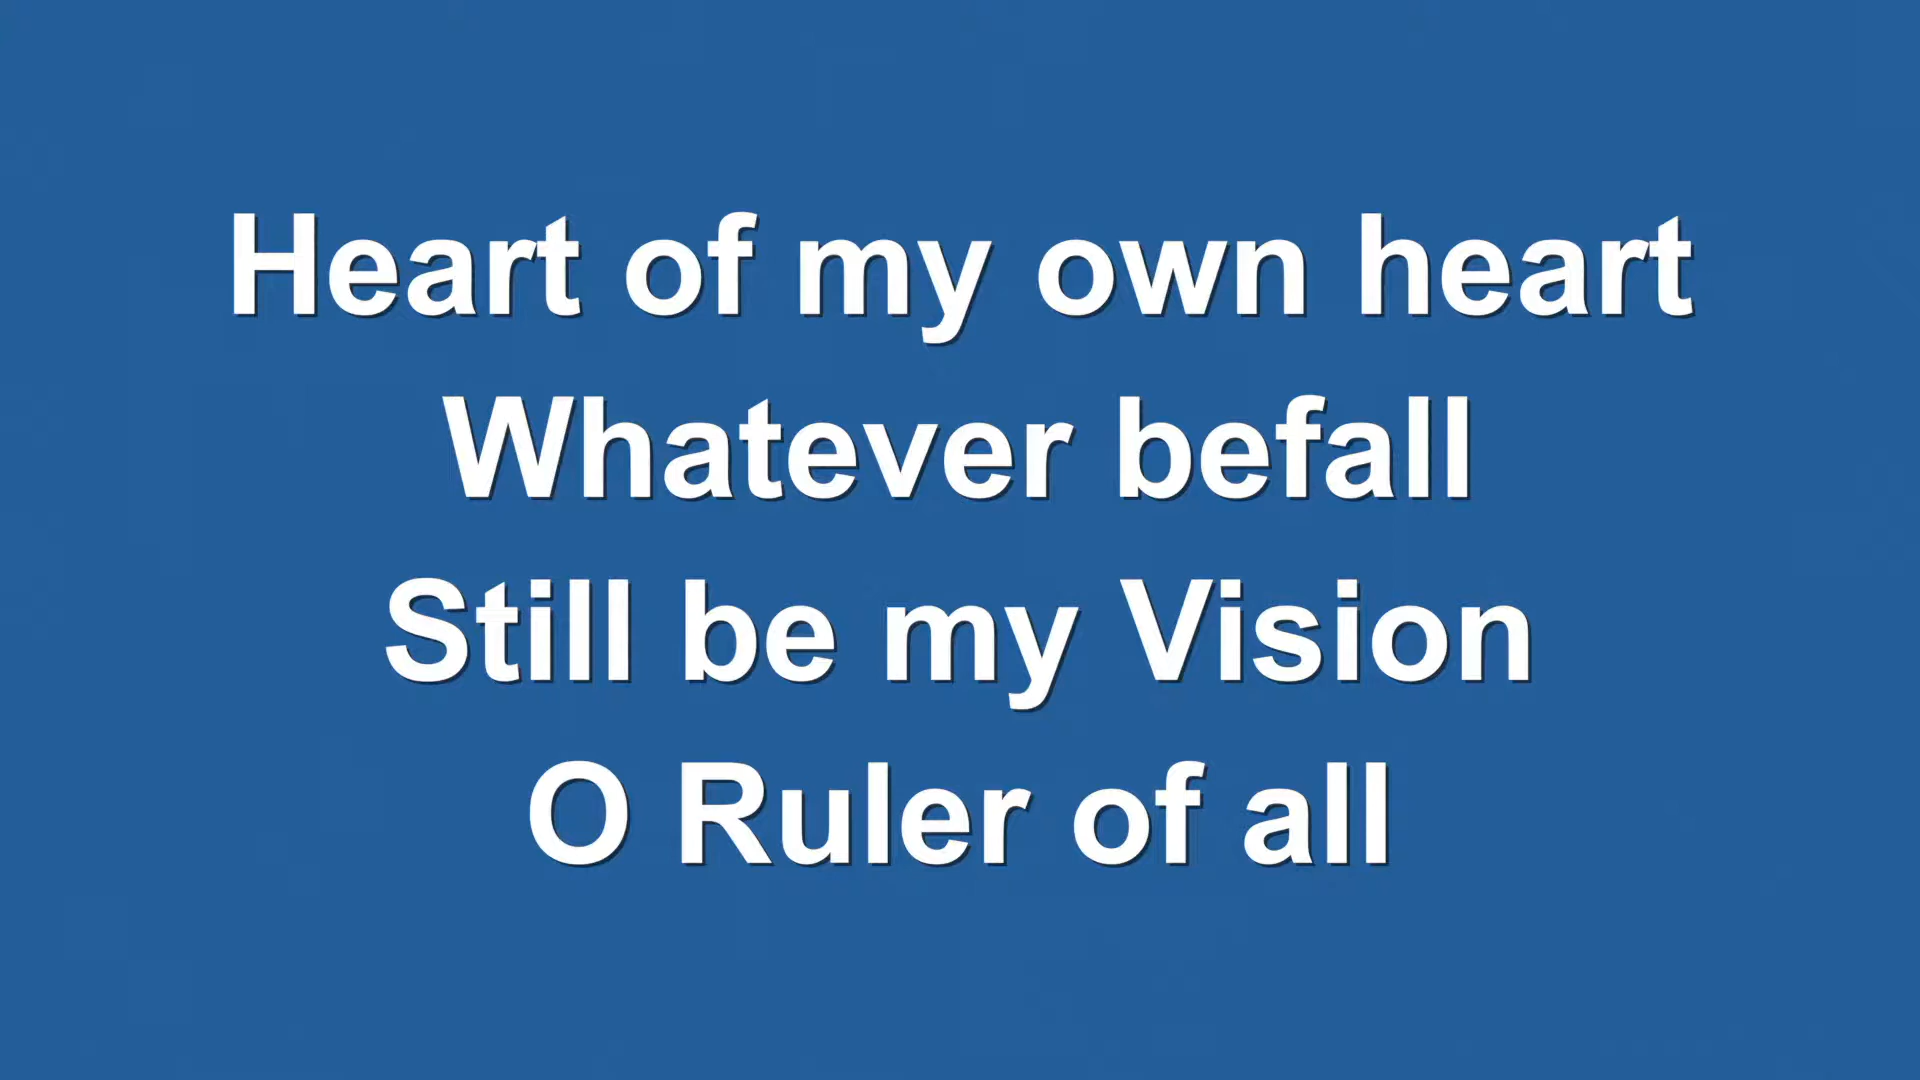 Heart of my own heart
Whatever befall
Still be my Vision
O Ruler of all